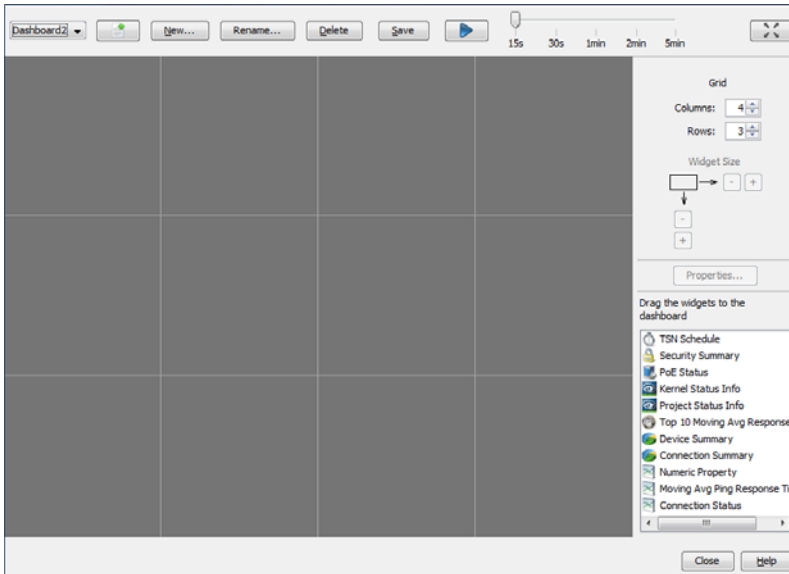 Dashboard2 New... Rename... Delete Save
15s 30s 1min 2min 5min
Grid
Columns: 4
Rows: 3
Widget Size
- +
-
+
Properties...
Drag the widgets to the
dashboard
TSN Schedule
Security Summary
PoE Status
Kernel Status Info
Project Status Info
Top 10 Moving Avg Response
Device Summary
Connection Summary
Numeric Property
Moving Avg Ping Response Ti
Connection Status
Close Help